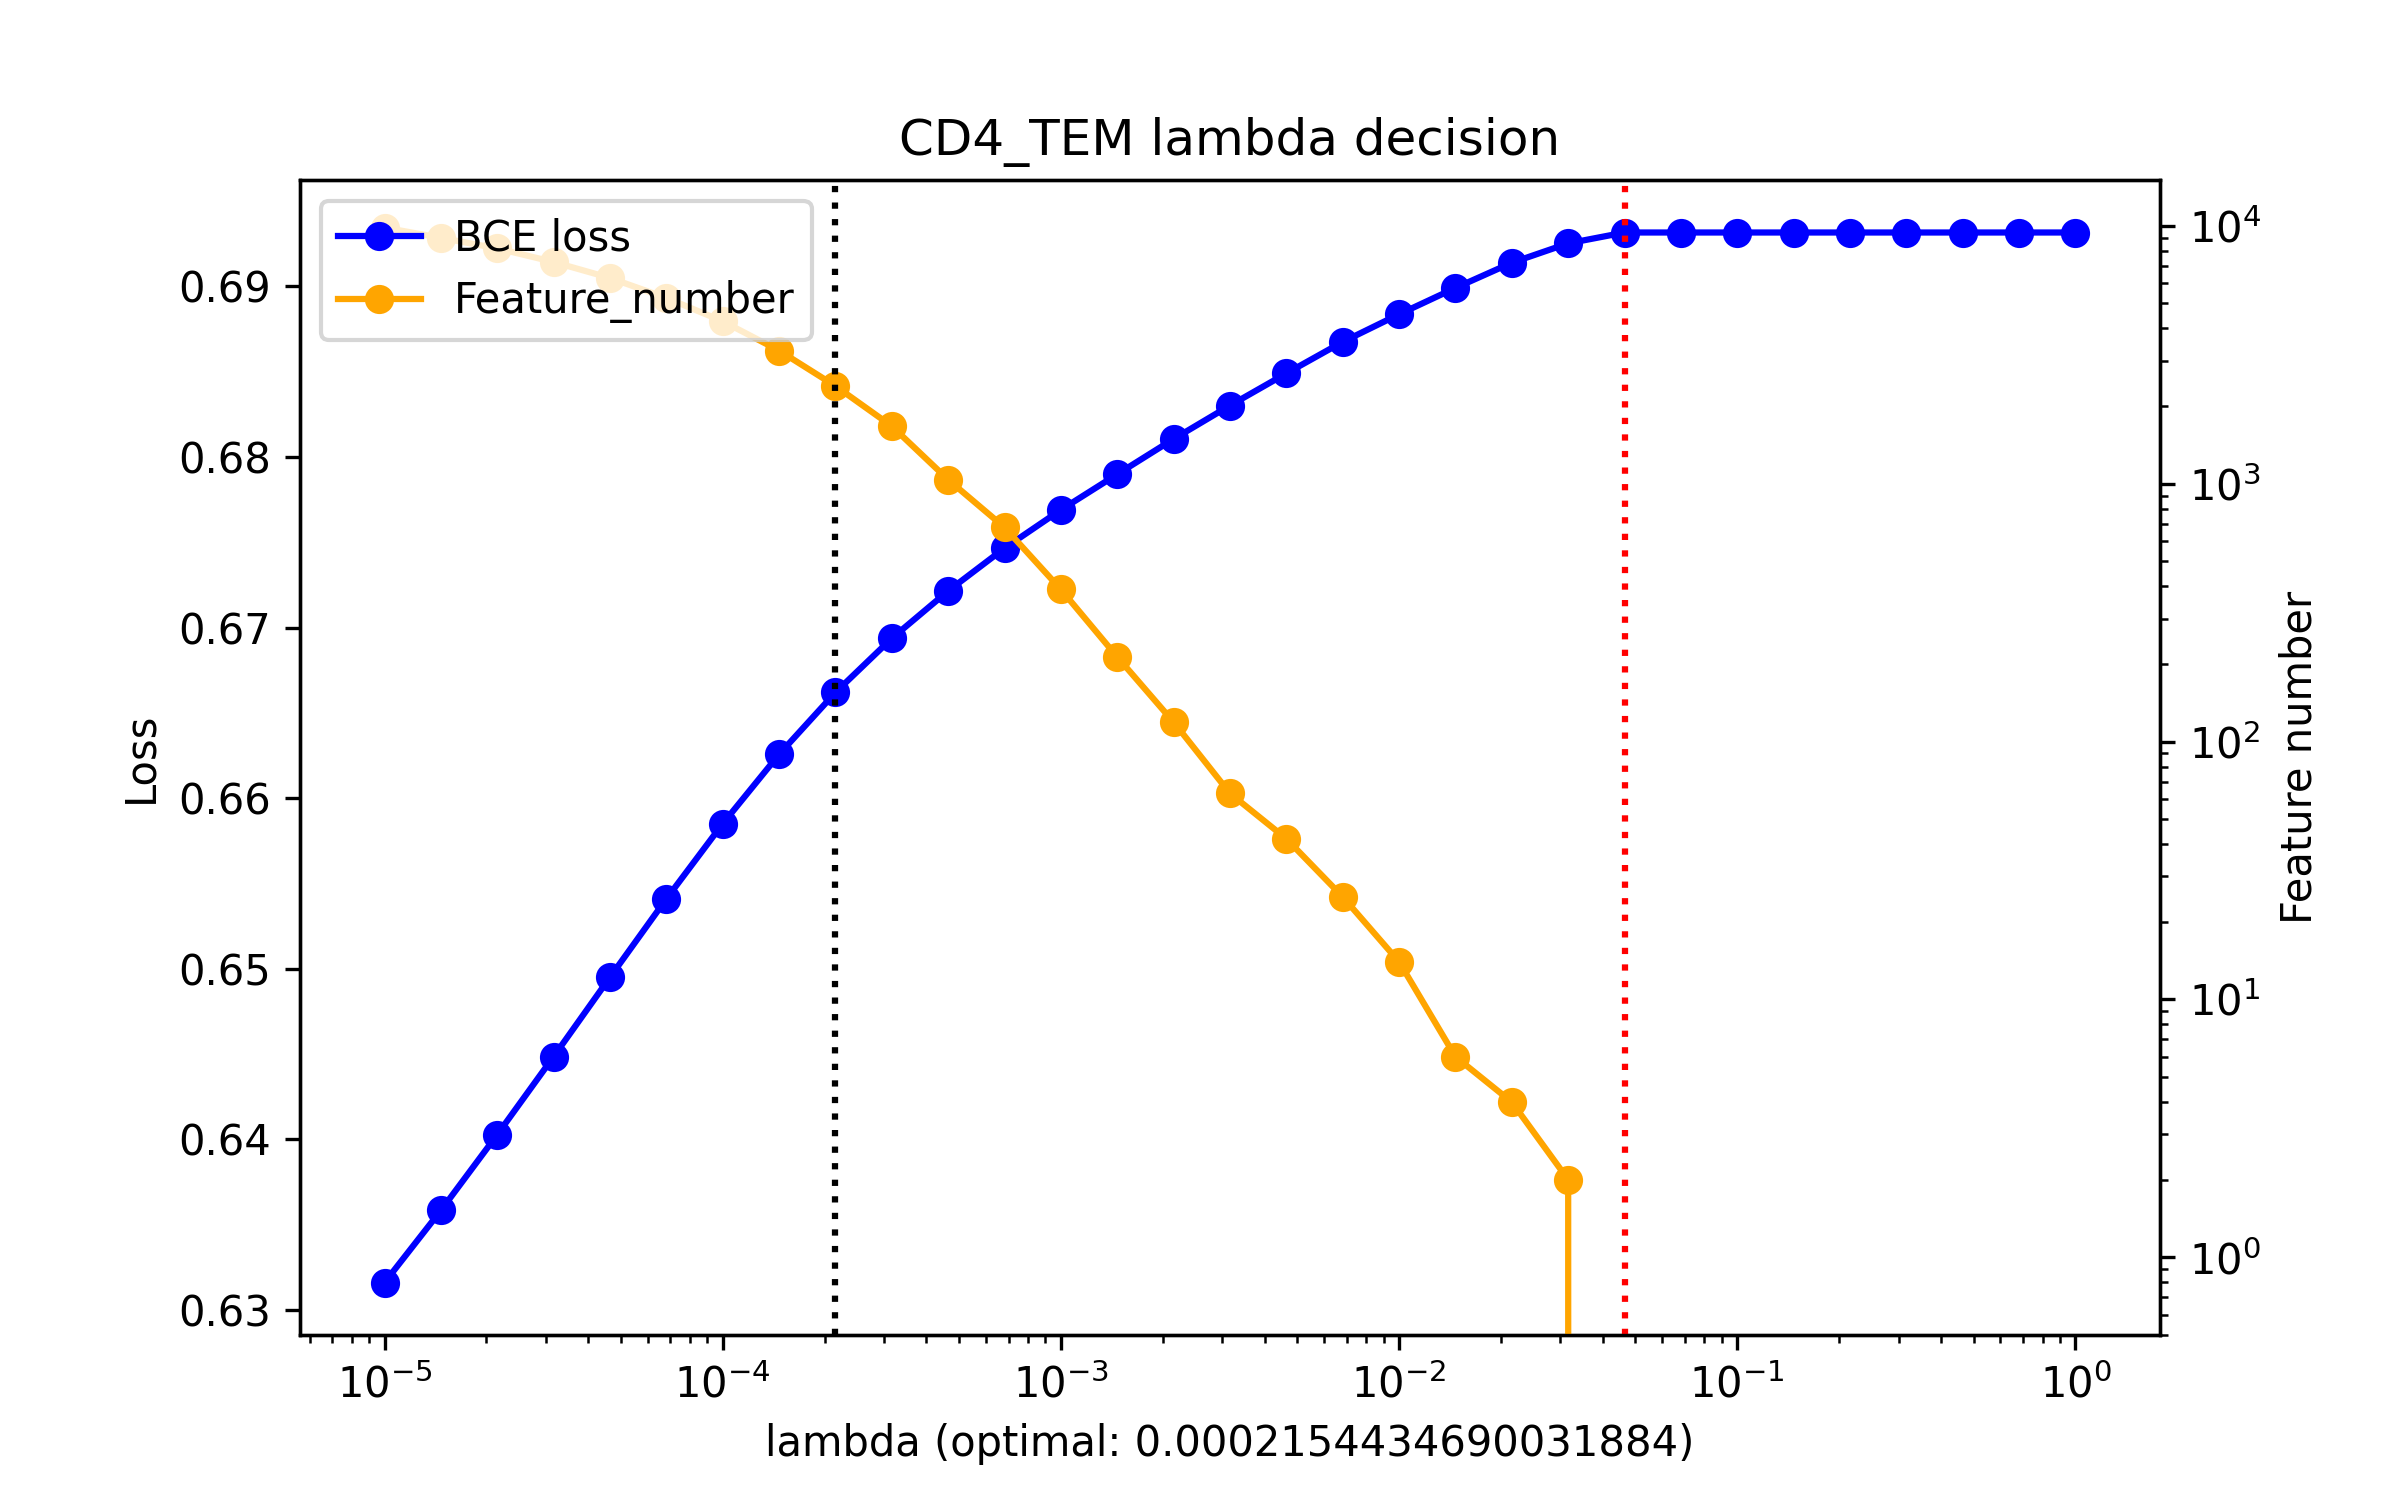 CD4_TEM lambda decision
BCE loss
Feature_number
0.69
0.68
0.67
0.66
0.65
0.64
0.63
Loss
10⁴
10³
10²
10¹
10⁰
Feature number
10⁻⁵ 10⁻⁴ 10⁻³ 10⁻² 10⁻¹ 10⁰
lambda (optimal: 0.00021544346900318​84)